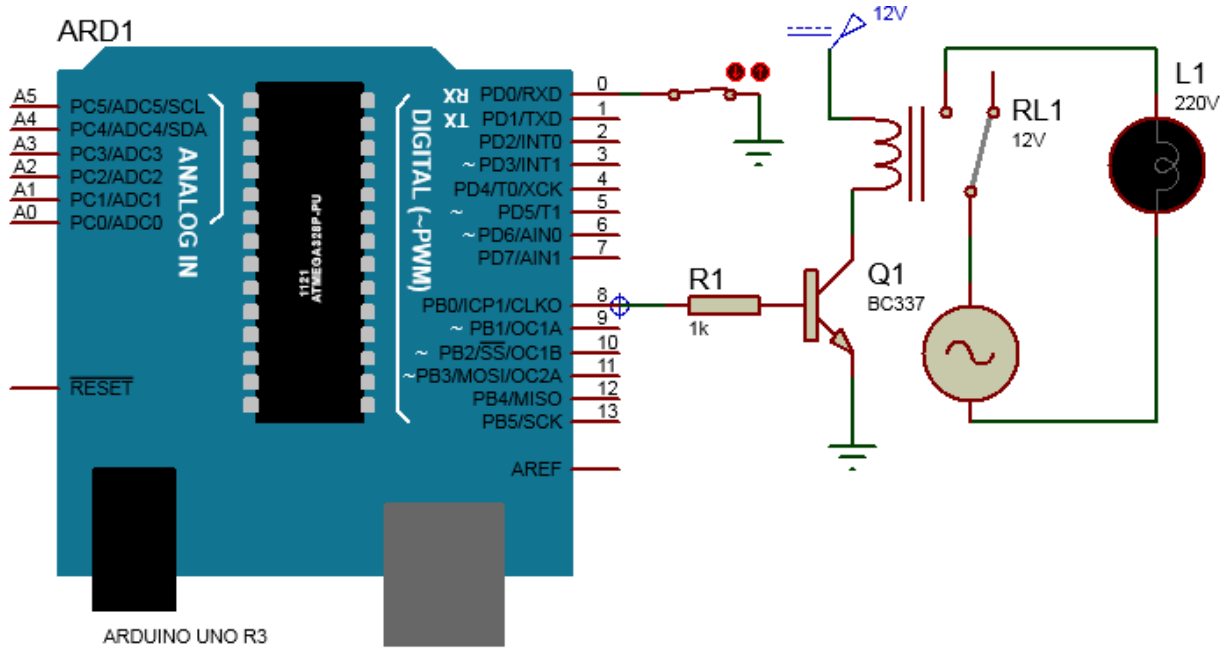 ARD1
12V
A5
A4
A3
A2
A1
A0
PC5/ADC5/SCL
PC4/ADC4/SDA
PC3/ADC3
PC2/ADC2
PC1/ADC1
PC0/ADC0
ANALOG IN
RESET
1121
ATMEGA328P-PU
RX
TX
DIGITAL (~PWM)
PD0/RXD 0
PD1/TXD 1
PD2/INT0 2
~ PD3/INT1 3
PD4/T0/XCK 4
~ PD5/T1 5
~ PD6/AIN0 6
PD7/AIN1 7
PB0/ICP1/CLKO 8
~ PB1/OC1A 9
~ PB2/SS/OC1B 10
~PB3/MOSI/OC2A 11
PB4/MISO 12
PB5/SCK 13
AREF
ARDUINO UNO R3
R1
1k
Q1
BC337
RL1
12V
L1
220V